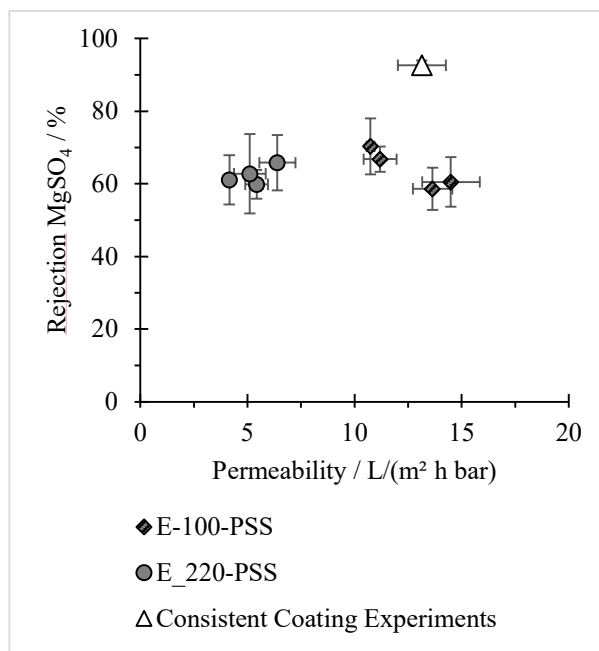 100
80
60
40
20
0
Rejection MgSO₄ / %
0 5 10 15 20
Permeability / L/(m² h bar)
E-100-PSS
E_220-PSS
Consistent Coating Experiments